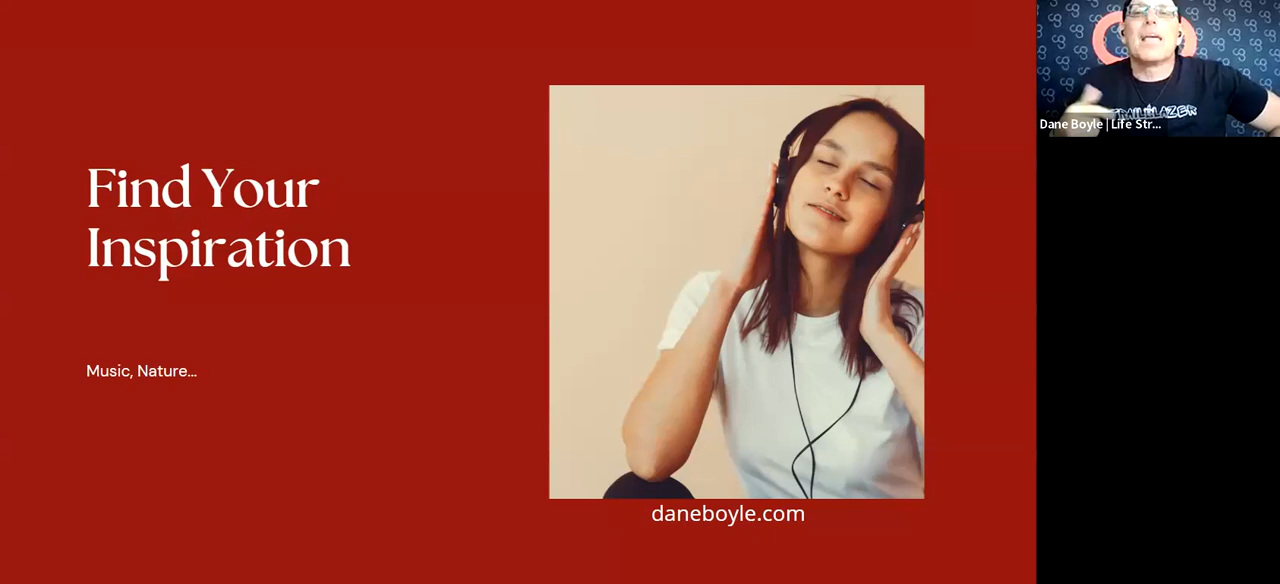 Find Your
Inspiration
Music, Nature...
daneboyle.com
TRAILBLAZER
Dane Boyle | Life Str...